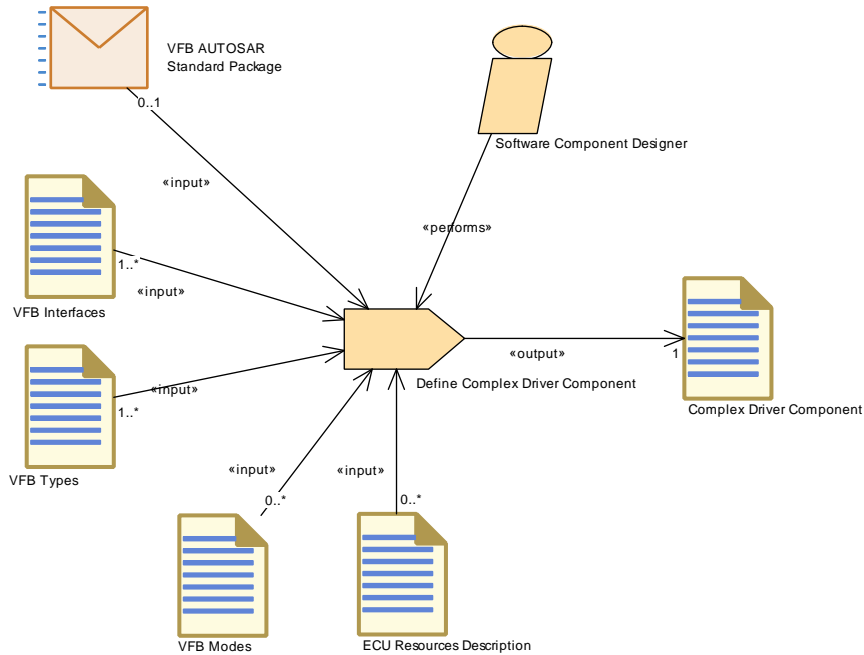 VFB AUTOSAR
Standard Package
0..1
Software Component Designer
«input»
«performs»
1..*
«input»
VFB Interfaces
«output»
1
«input»
Define Complex Driver Component
1..*
Complex Driver Component
VFB Types
«input»
«input»
0..*
0..*
VFB Modes
ECU Resources Description